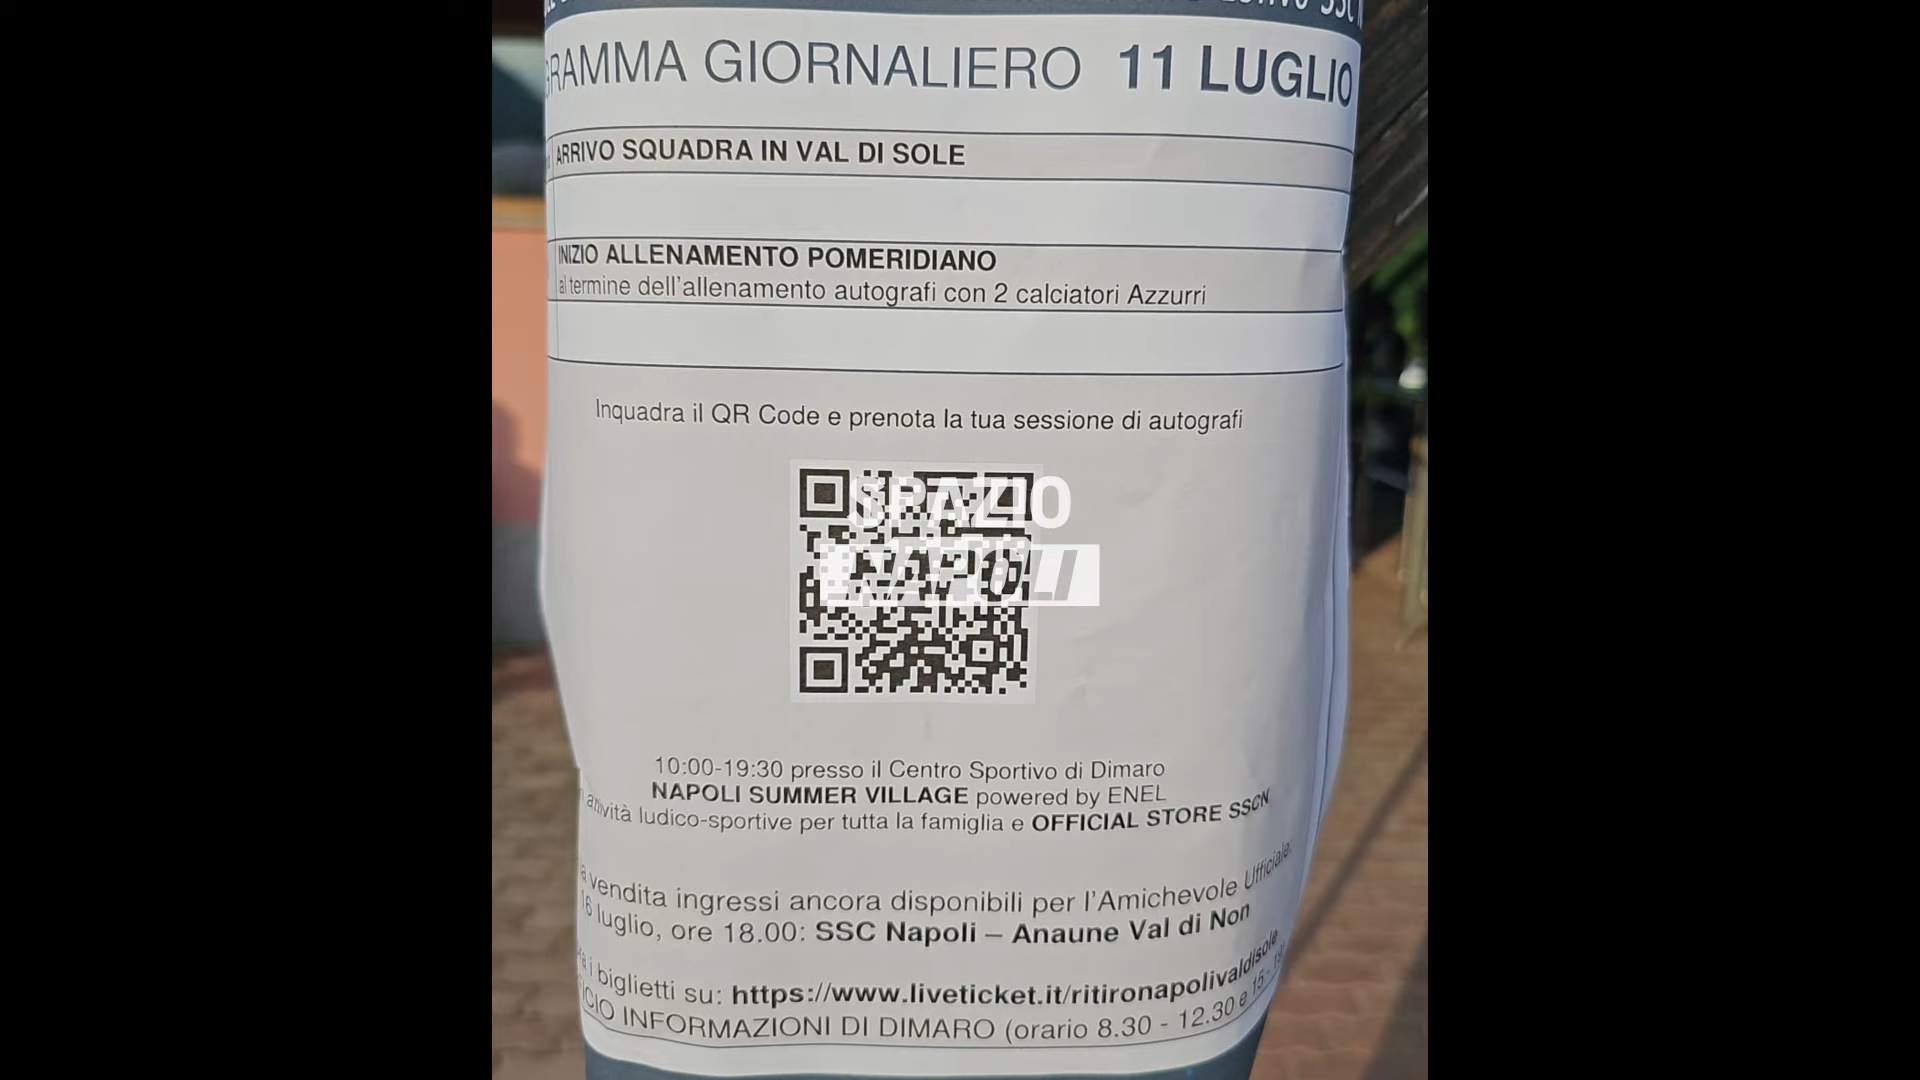 GRAMMA GIORNALIERO 11 LUGLIO
ARRIVO SQUADRA IN VAL DI SOLE
INIZIO ALLENAMENTO POMERIDIANO
al termine dell'allenamento autografi con 2 calciatori Azzurri
Inquadra il QR Code e prenota la tua sessione di autografi
SPAZIO
NAPOLI
10:00-19:30 presso il Centro Sportivo di Dimaro
NAPOLI SUMMER VILLAGE powered by ENEL
attività ludico-sportive per tutta la famiglia e OFFICIAL STORE SSCN
vendita ingressi ancora disponibili per l'Amichevole Ufficiale:
16 luglio, ore 18.00: SSC Napoli – Anaune Val di Non
i biglietti su: https://www.liveticket.it/ritironapolivaldisole
CIO INFORMAZIONI DI DIMARO (orario 8.30 - 12.30 e 15-